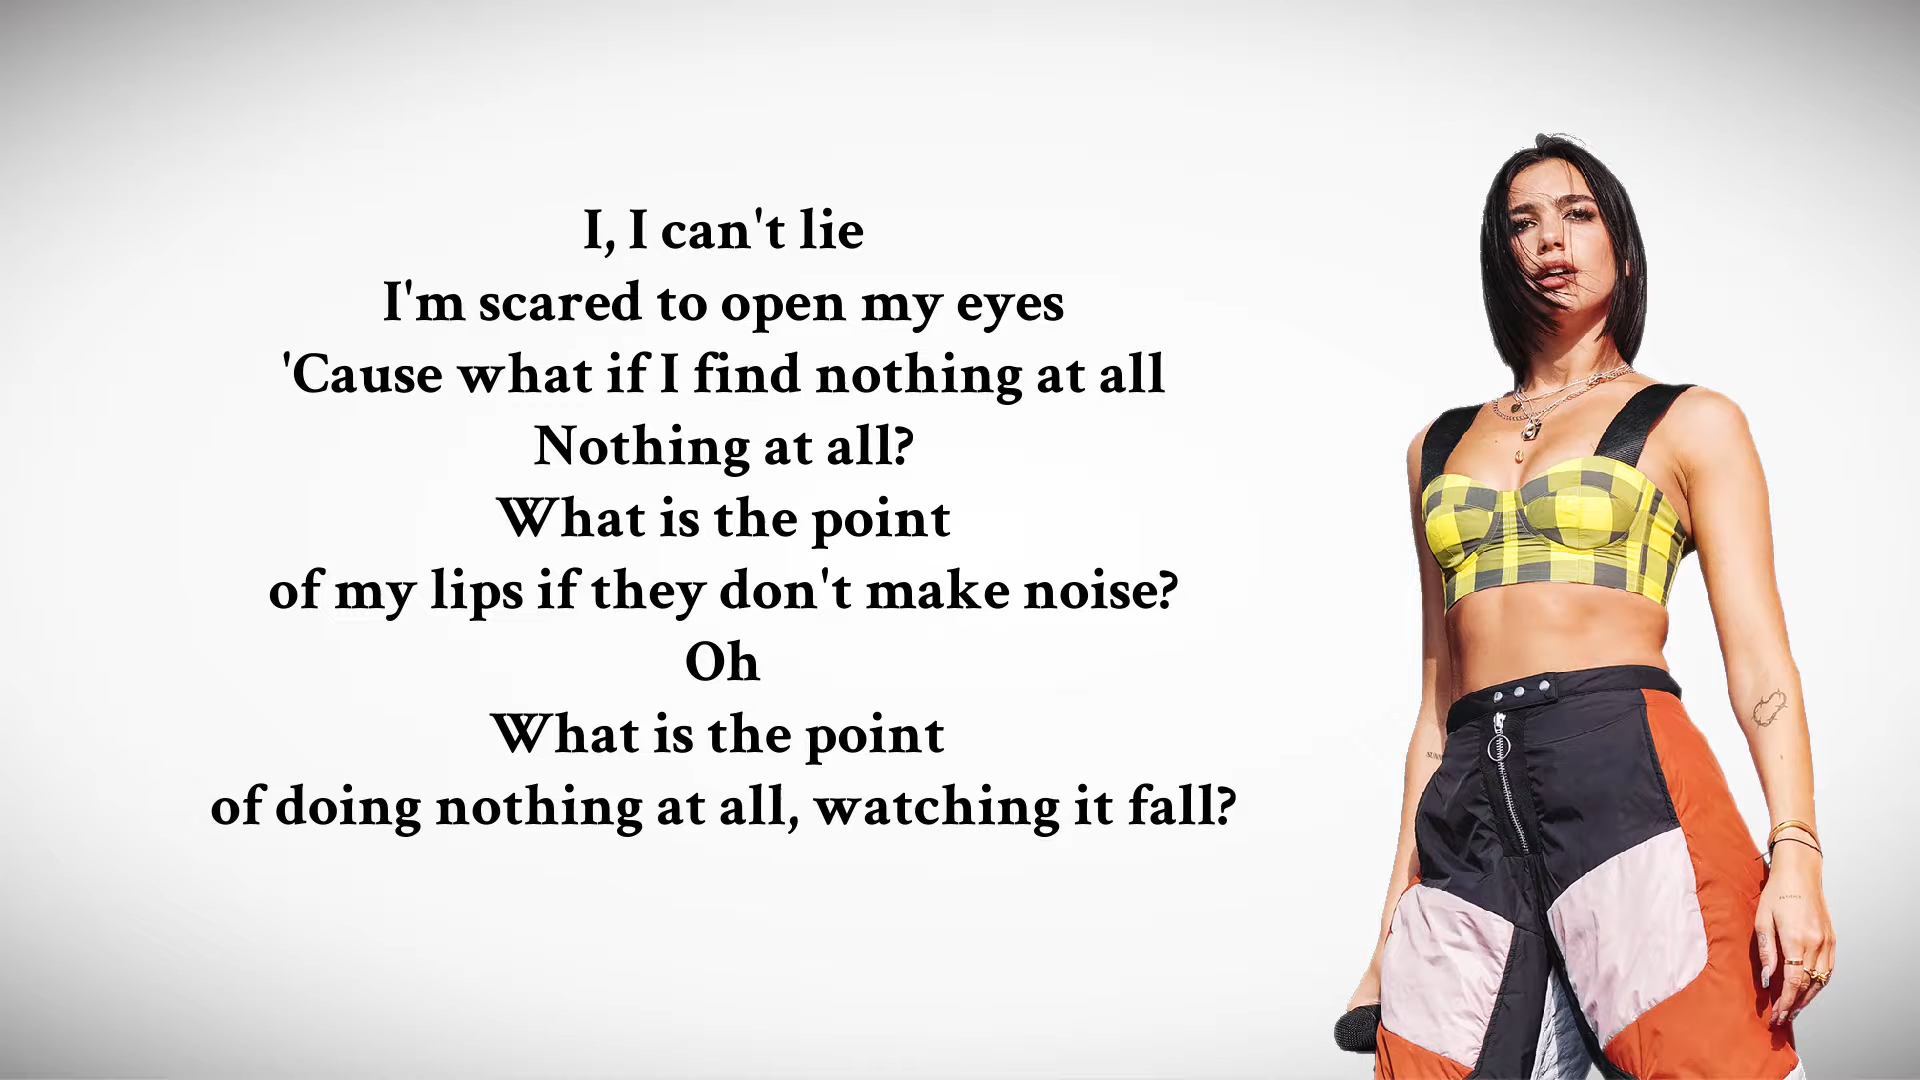 I, I can't lie
I'm scared to open my eyes
'Cause what if I find nothing at all
Nothing at all?
What is the point
of my lips if they don't make noise?
Oh
What is the point
of doing nothing at all, watching it fall?